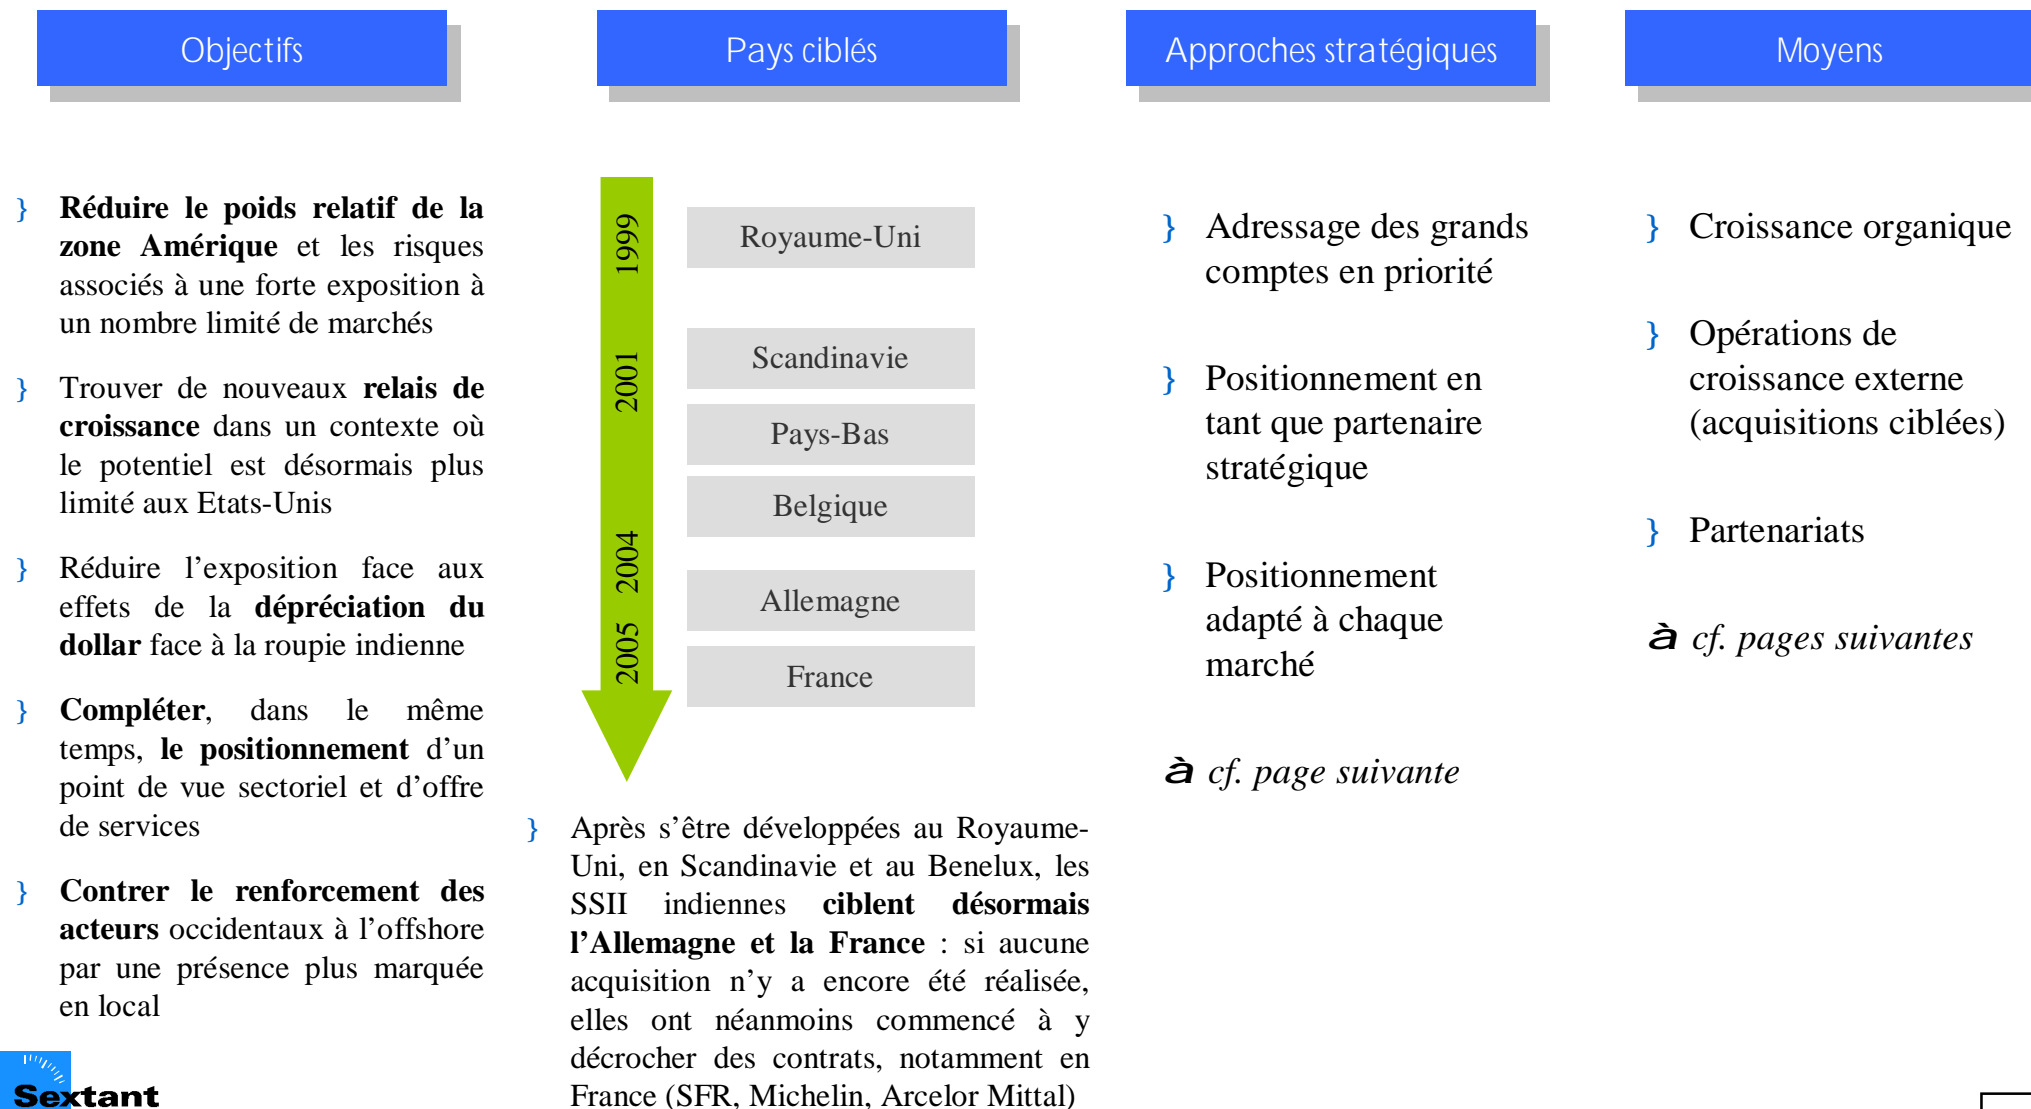 Objectifs
Pays ciblés
Approches stratégiques
Moyens
} Réduire le poids relatif de la
zone Amérique et les risques
associés à une forte exposition à
un nombre limité de marchés
} Trouver de nouveaux relais de
croissance dans un contexte où
le potentiel est désormais plus
limité aux Etats-Unis
} Réduire l’exposition face aux
effets de la dépréciation du
dollar face à la roupie indienne
} Compléter, dans le même
temps, le positionnement d’un
point de vue sectoriel et d’offre
de services
} Contrer le renforcement des
acteurs occidentaux à l’offshore
par une présence plus marquée
en local
1999
2001
2004
2005
Royaume-Uni
Scandinavie
Pays-Bas
Belgique
Allemagne
France
} Après s’être développées au Royaume-
Uni, en Scandinavie et au Benelux, les
SSII indiennes ciblent désormais
l’Allemagne et la France : si aucune
acquisition n’y a encore été réalisée,
elles ont néanmoins commencé à y
décrocher des contrats, notamment en
France (SFR, Michelin, Arcelor Mittal)
} Adressage des grands
comptes en priorité
} Positionnement en
tant que partenaire
stratégique
} Positionnement
adapté à chaque
marché
à cf. page suivante
} Croissance organique
} Opérations de
croissance externe
(acquisitions ciblées)
} Partenariats
à cf. pages suivantes
Sextant